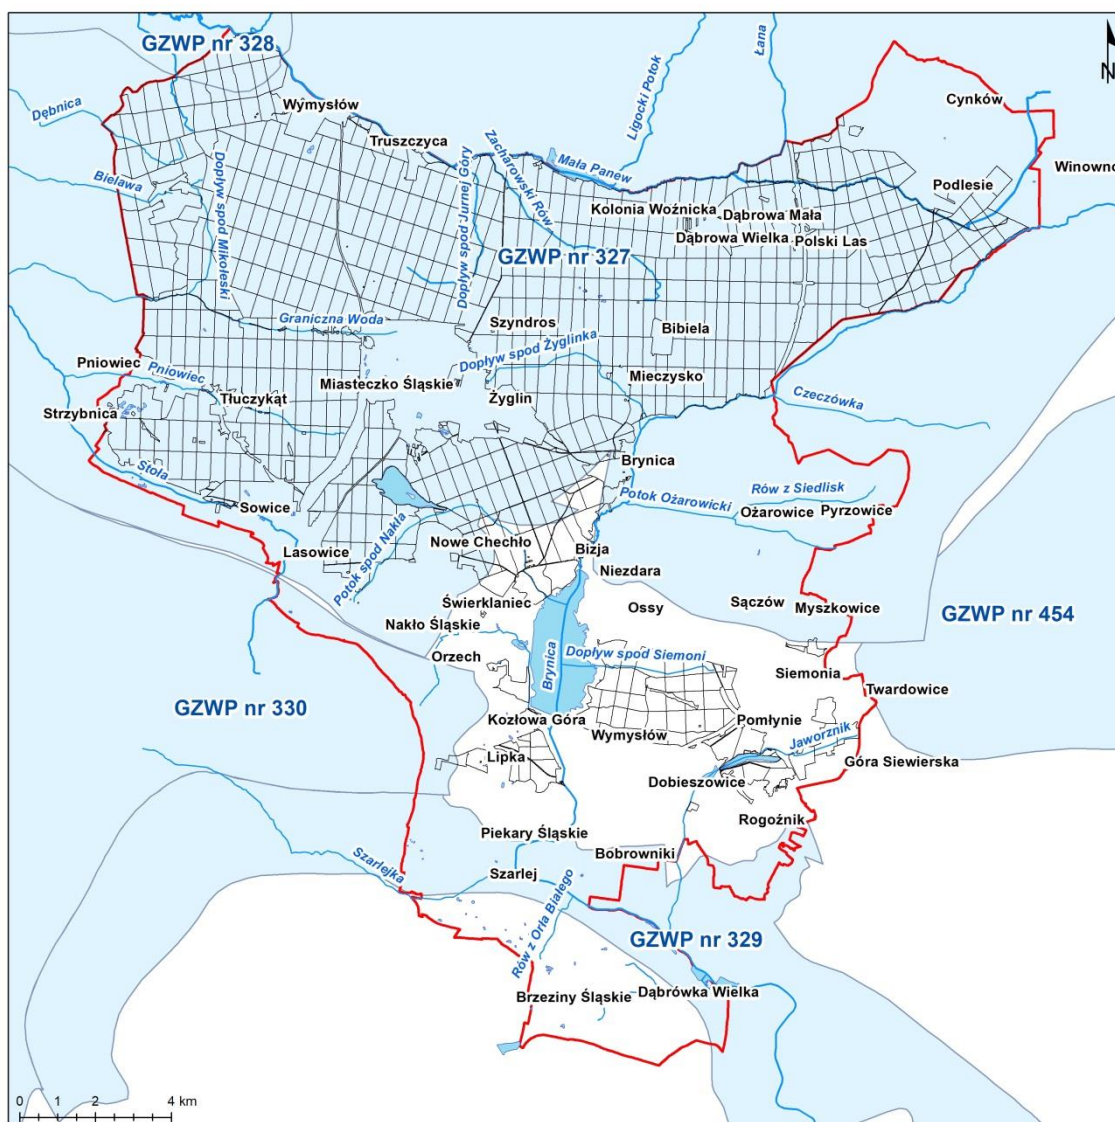 GZWP nr 328
Łana
N
Cynków
Dębnica
Wymysłów
Ligocki Potok
Truszczyca
Zacharowski Rów
Mała Panew
Winowno
Bielawa
Dopływ spod Mikołeski
Dopływ spod Jurnej Góry
Podlesie
Kolonia Woźnicka
Dąbrowa Mała
Dąbrowa Wielka
Polski Las
GZWP nr 327
Graniczna Woda
Szyndros
Bibiela
Dopływ spod Żyglinka
Pniowiec
Pniowiec
Miasteczko Śląskie
Mieczysko
Tłuczykąt
Żyglin
Czeczówka
Strzybnica
Brynica
Stoła
Rów z Siedlisk
Potok Ożarowicki
Sowice
Ożarowice
Pyrzowice
Nowe Chechło
Lasowice
Potok spod Nakła
Bizja
Niezdara
Świerklaniec
Ossy
Sączów
Myszkowice
GZWP nr 454
Nakło Śląskie
Orzech
Brynica
Dopływ spod Siemoni
Siemonia
Twardowice
GZWP nr 330
Kozłowa Góra
Wymysłów
Pomłynie
Jaworznik
Lipka
Góra Siewierska
Dobieszowice
Rogoźnik
Piekary Śląskie
Bobrowniki
Szarlejka
Szarlej
Rów z Orła Białego
GZWP nr 329
Brzeziny Śląskie
Dąbrówka Wielka
0 1 2 4 km